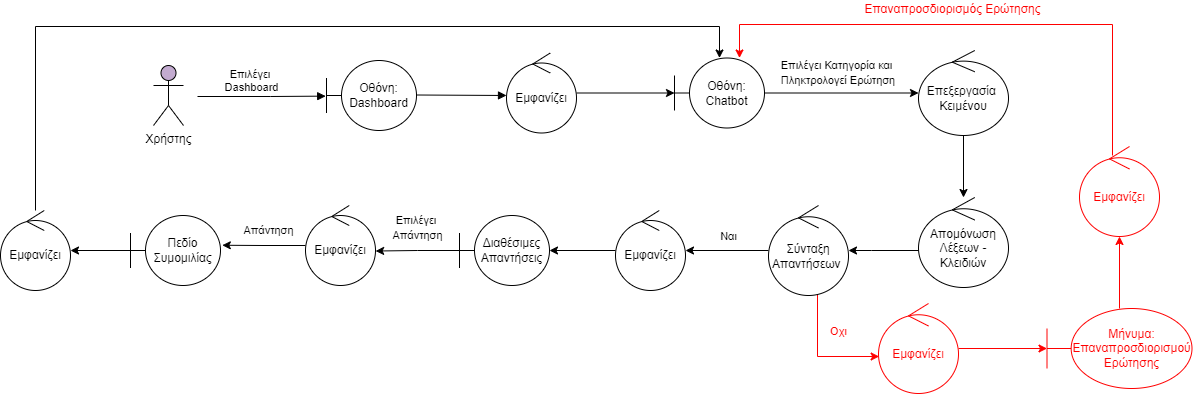 Επαναπροσδιορισμός Ερώτησης
Επιλέγει
Dashboard
Οθόνη:
Dashboard
Εμφανίζει
Οθόνη:
Chatbot
Επιλέγει Κατηγορία και
Πληκτρολογεί Ερώτηση
Επεξεργασία
Κειμένου
Χρήστης
Εμφανίζει
Εμφανίζει
Πεδίο
Συμομιλίας
Απάντηση
Εμφανίζει
Επιλέγει
Απάντηση
Διαθέσιμες
Απαντήσεις
Εμφανίζει
Ναι
Σύνταξη
Απαντήσεων
Απομόνωση
Λέξεων -
Κλειδιών
Οχι
Εμφανίζει
Μήνυμα:
Επαναπροσδιορισμού
Ερώτησης